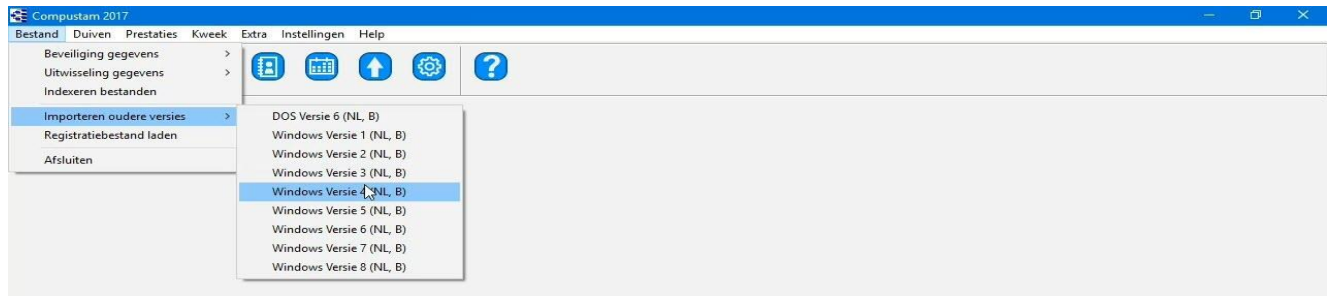 Compustam 2017
Bestand Duiven Prestaties Kweek Extra Instellingen Help
Beveiliging gegevens
Uitwisseling gegevens
Indexeren bestanden
Importeren oudere versies
Registratiebestand laden
Afsluiten
DOS Versie 6 (NL, B)
Windows Versie 1 (NL, B)
Windows Versie 2 (NL, B)
Windows Versie 3 (NL, B)
Windows Versie 4 (NL, B)
Windows Versie 5 (NL, B)
Windows Versie 6 (NL, B)
Windows Versie 7 (NL, B)
Windows Versie 8 (NL, B)